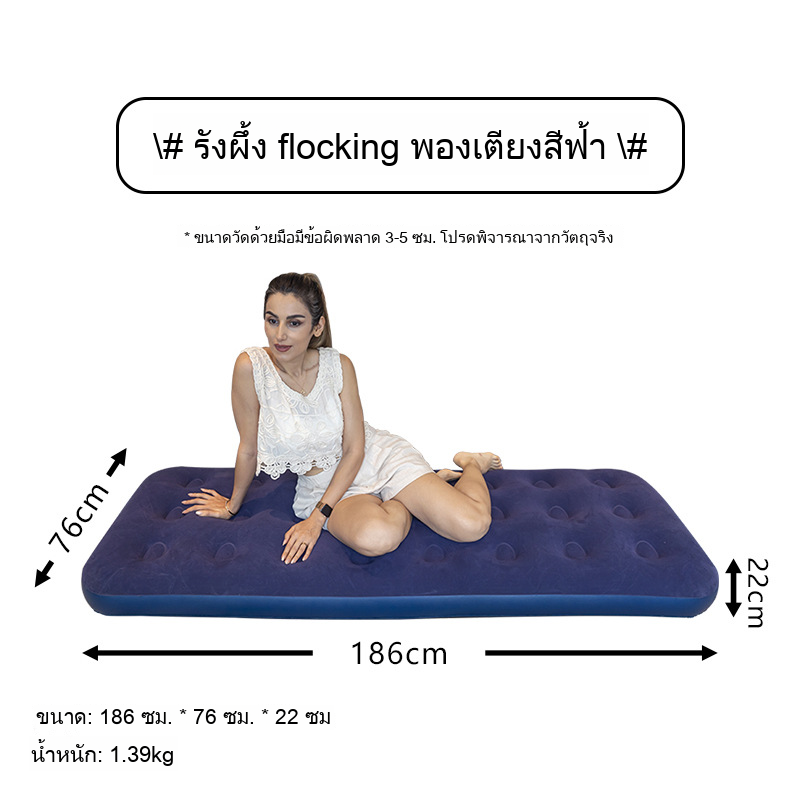 \# รังผึ้ง flocking พองเตียงสีฟ้า \#
* ขนาดวัดด้วยมือมีข้อผิดพลาด 3-5 ซม. โปรดพิจารณาจากวัตถุจริง
76cm
22cm
186cm
ขนาด: 186 ซม. * 76 ซม. * 22 ซม
น้ำหนัก: 1.39kg